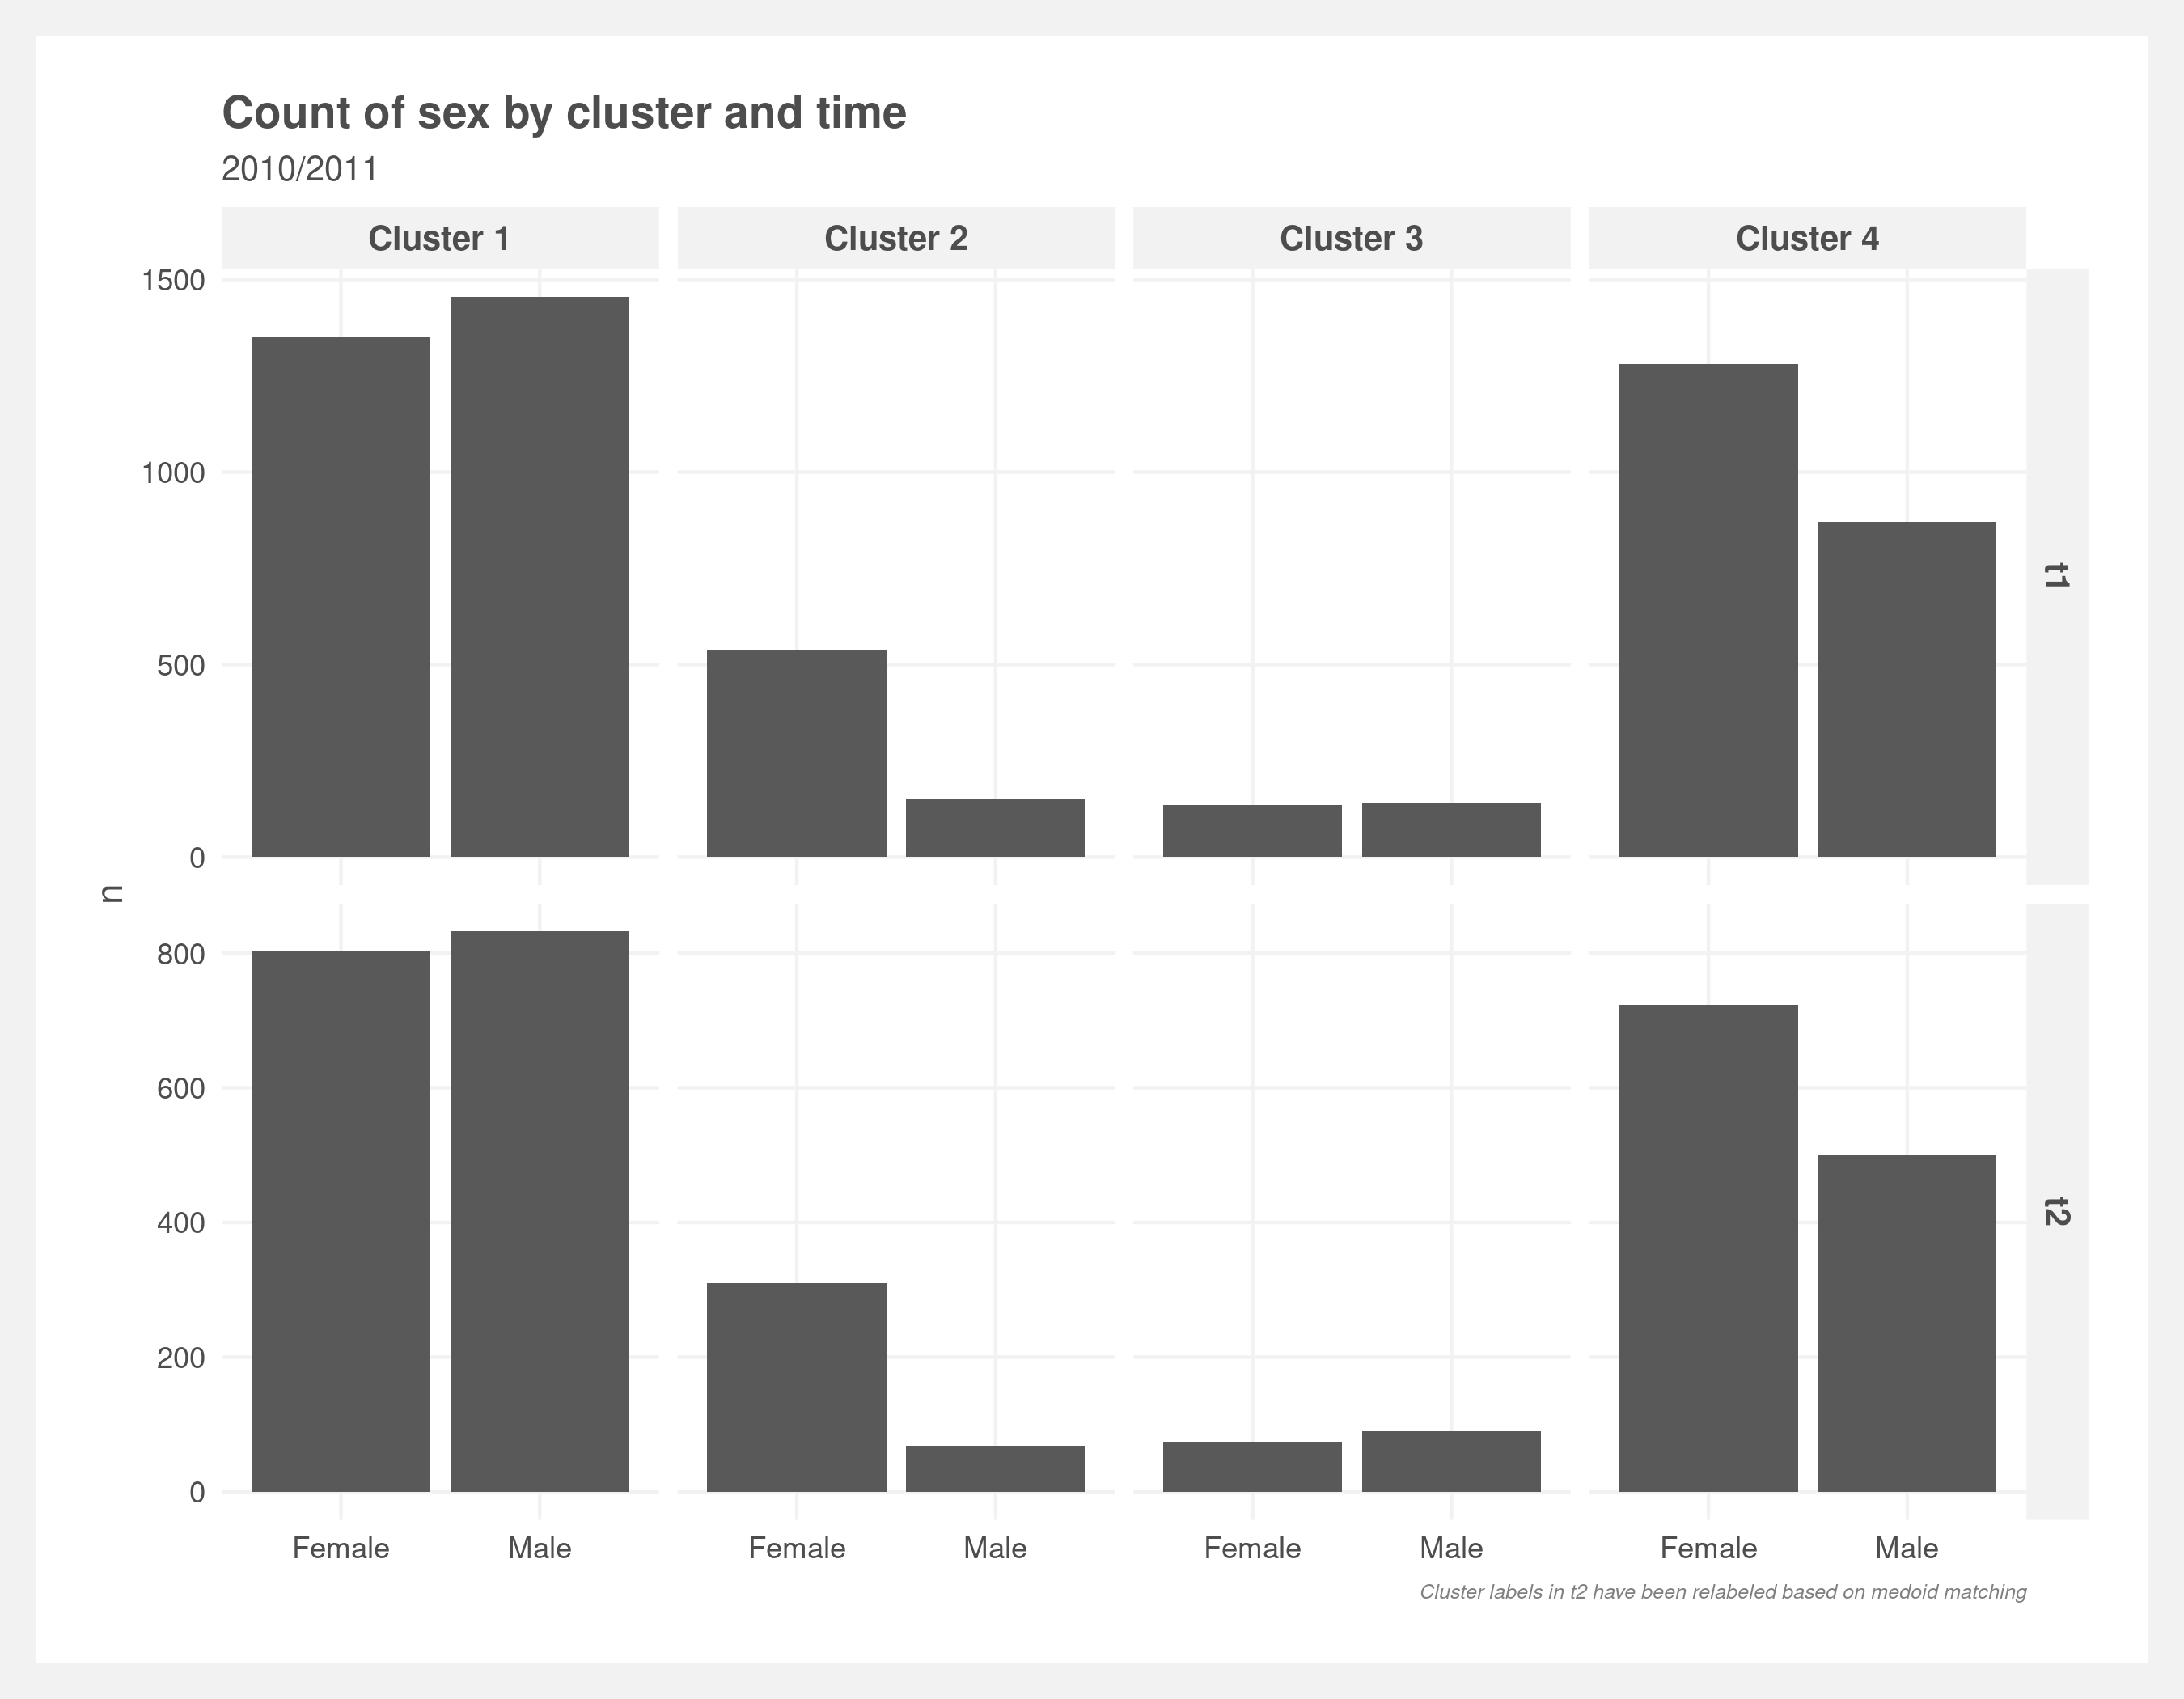 Count of sex by cluster and time
2010/2011
Cluster 1 Cluster 2 Cluster 3 Cluster 4
1500
1000
500
0
t1
n
800
600
400
200
0
t2
Female Male Female Male Female Male Female Male
Cluster labels in t2 have been relabeled based on medoid matching